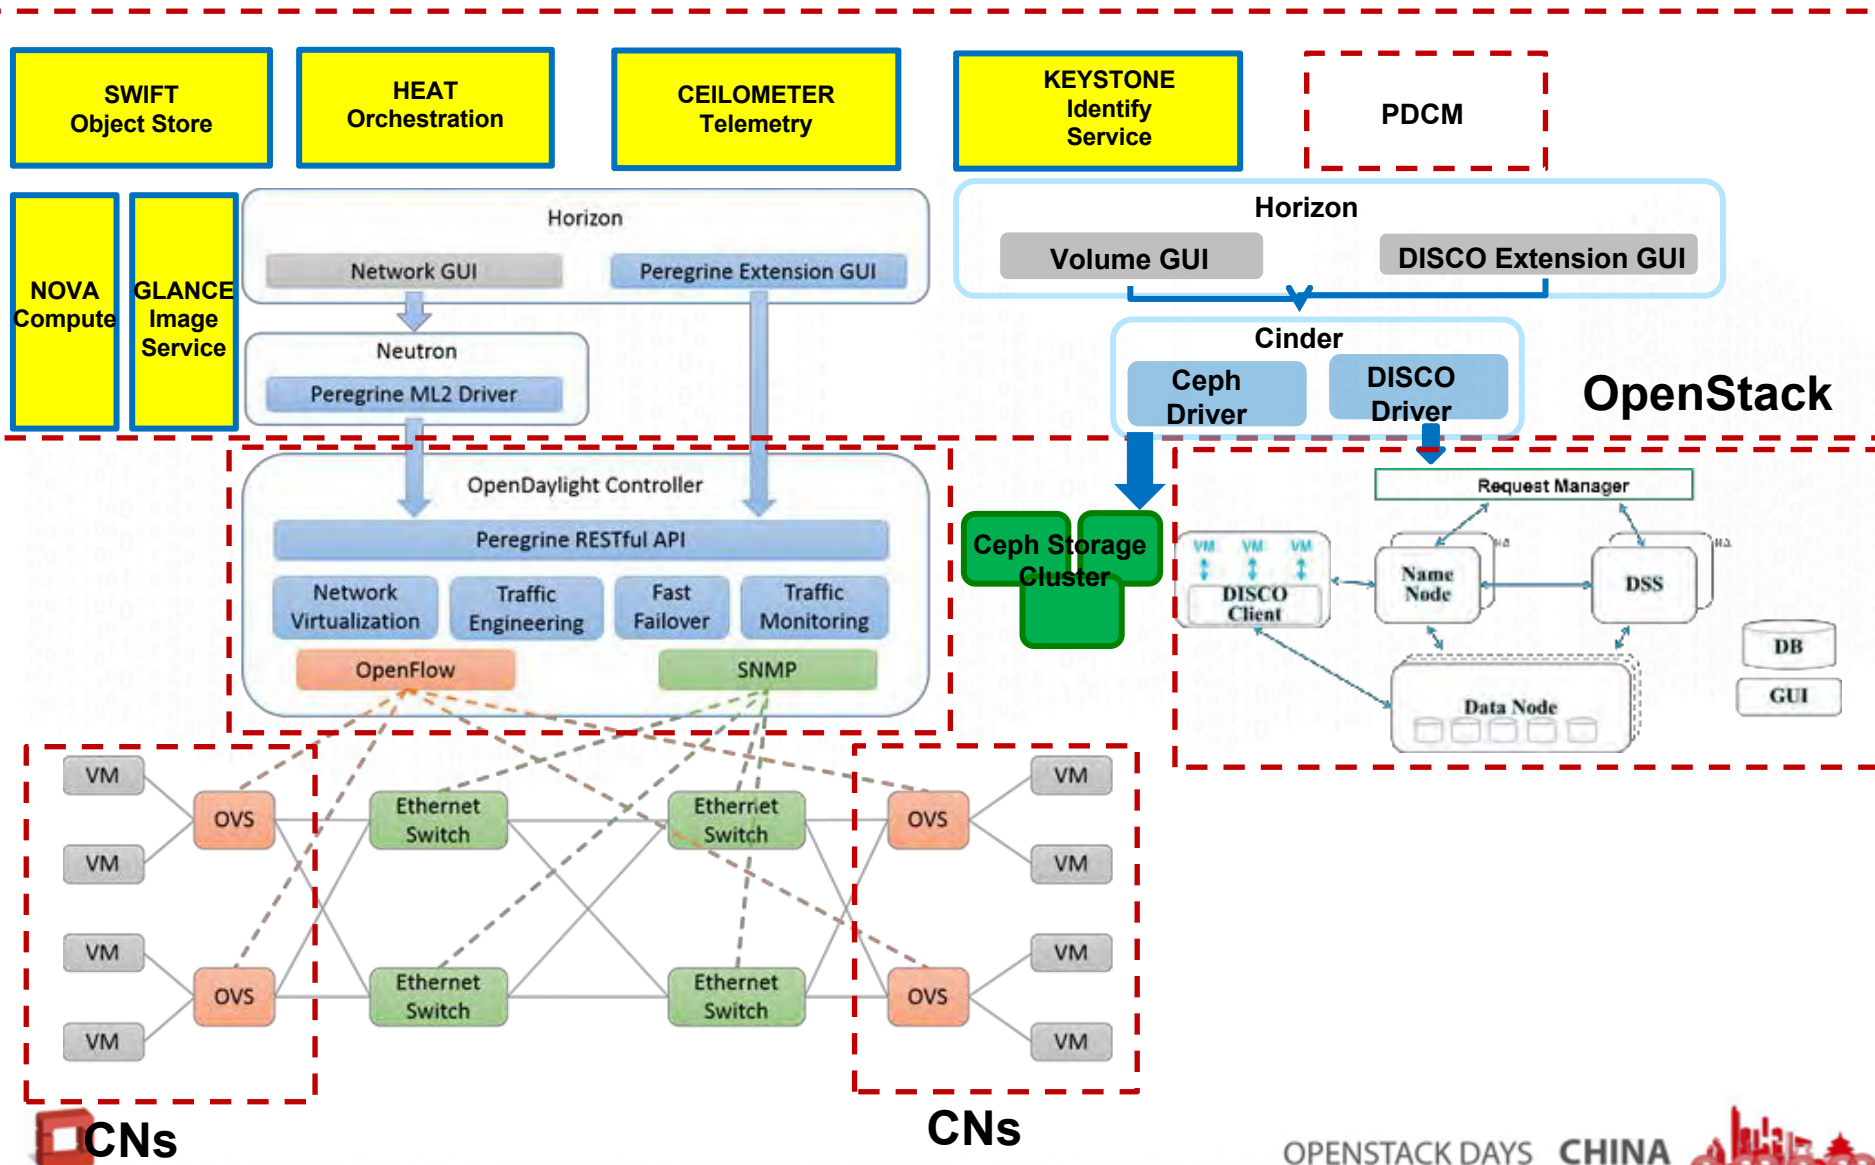 SWIFT
Object Store
HEAT
Orchestration
CEILOMETER
Telemetry
KEYSTONE
Identify
Service
PDCM
NOVA
Compute
GLANCE
Image
Service
Horizon
Network GUI
Peregrine Extension GUI
Neutron
Peregrine ML2 Driver
Horizon
Volume GUI
DISCO Extension GUI
Cinder
Ceph
Driver
DISCO
Driver
OpenStack
OpenDaylight Controller
Peregrine RESTful API
Network
Virtualization
Traffic
Engineering
Fast
Failover
Traffic
Monitoring
OpenFlow
SNMP
Ceph Storage
Cluster
Request Manager
VM VM VM
DISCO
Client
Name
Node
DSS
Data Node
DB
GUI
VM
VM
VM
VM
OVS
OVS
Ethernet
Switch
Ethernet
Switch
Ethernet
Switch
Ethernet
Switch
OVS
OVS
VM
VM
VM
VM
CNs
CNs
OPENSTACK DAYS CHINA